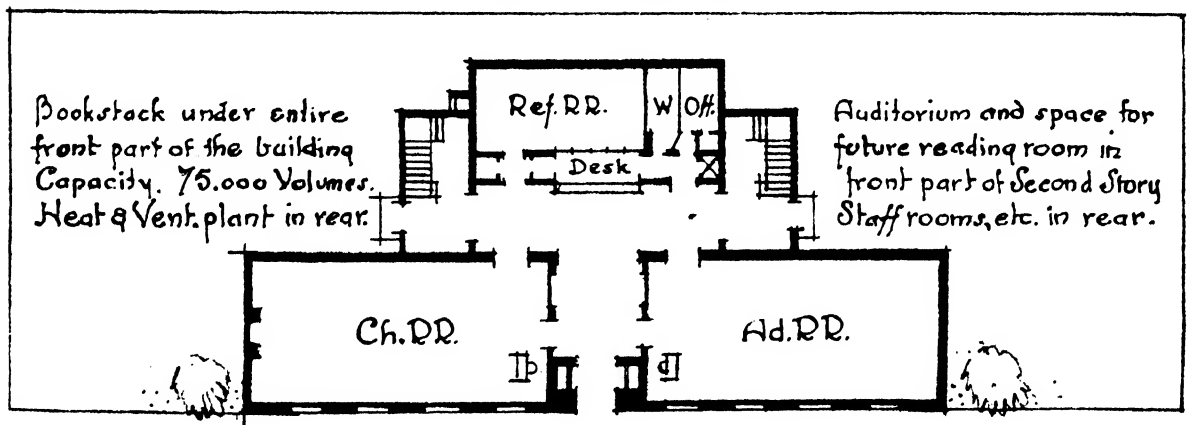 Bookstack under entire
front part of the building
Capacity. 75.000 Volumes.
Heat & Vent. plant in rear.
Ref. RR.
W
Off.
Desk
Auditorium and space for
future reading room in
front part of Second Story
Staff rooms, etc. in rear.
Ch. RR.
Ad. RR.